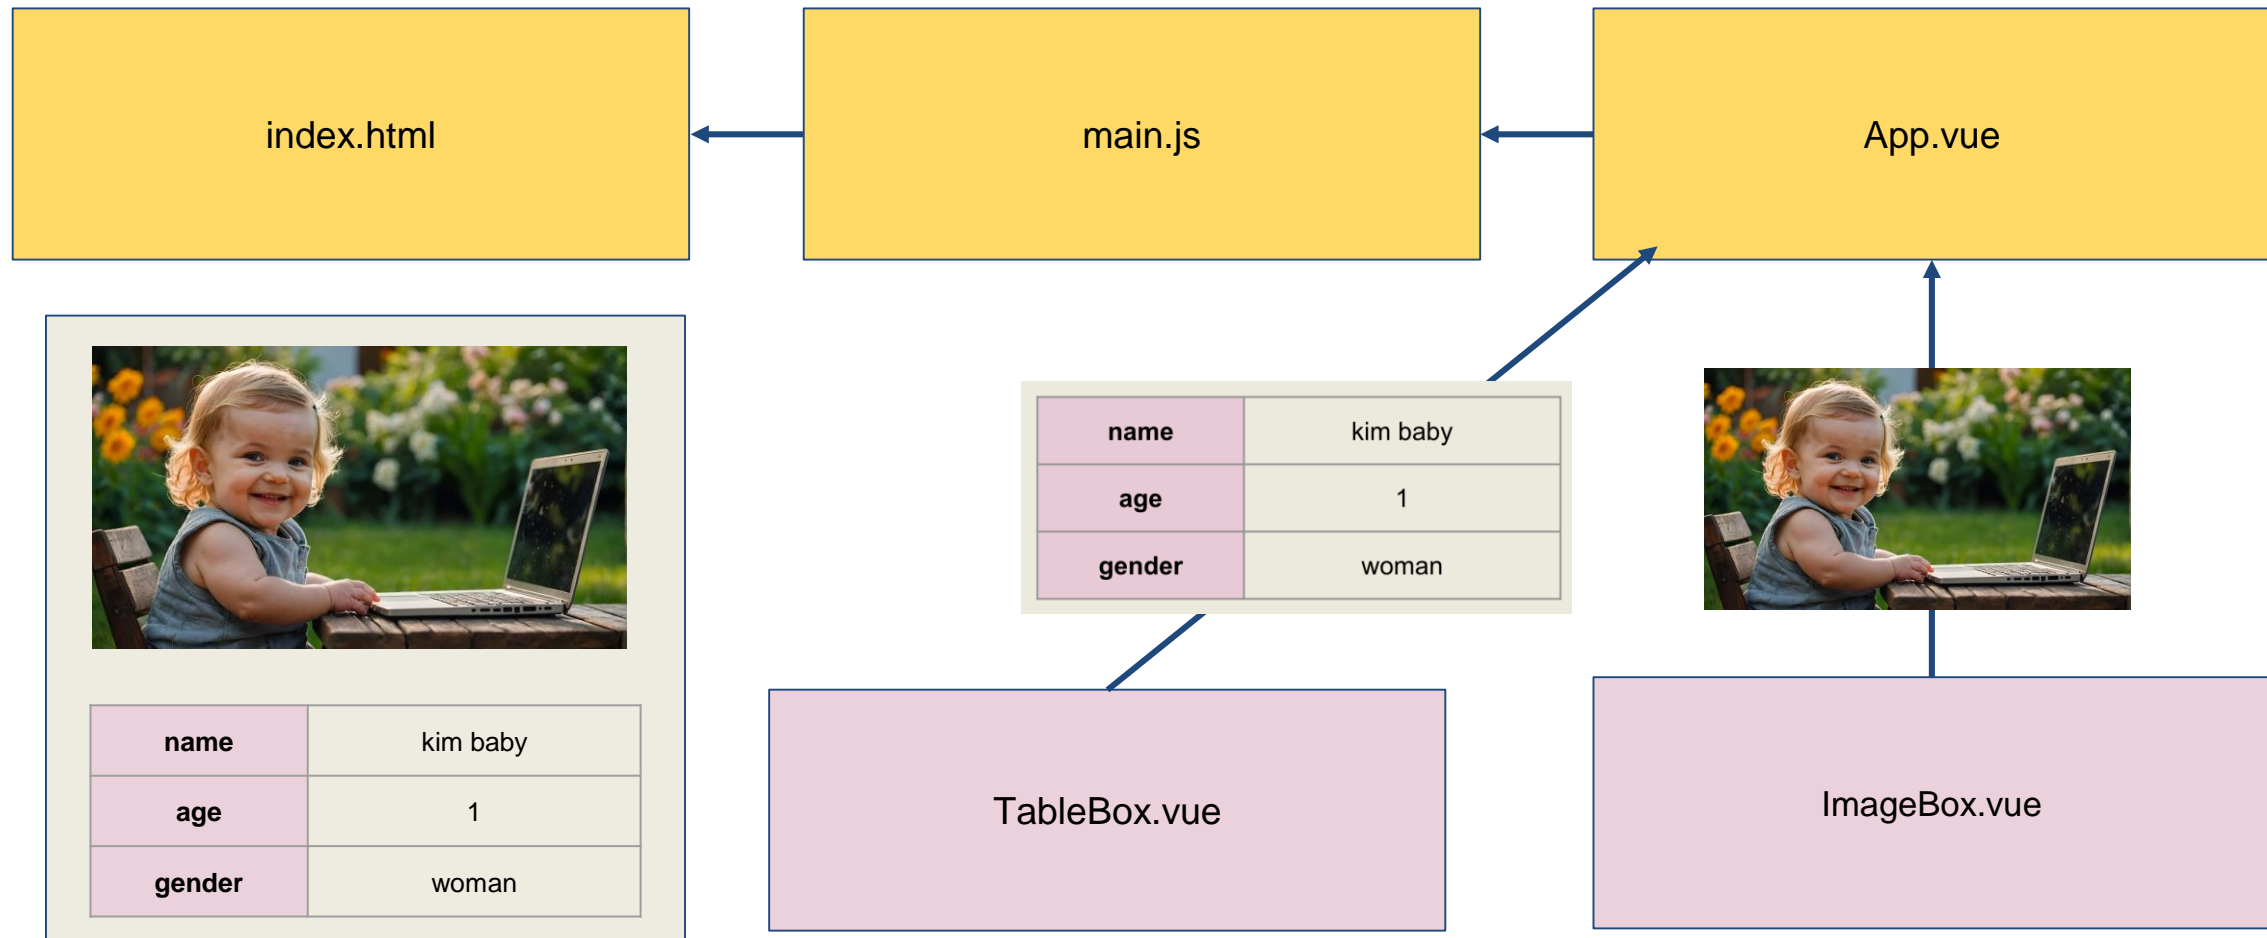 index.html
main.js
App.vue
name kim baby
age 1
gender woman
name kim baby
age 1
gender woman
TableBox.vue
ImageBox.vue